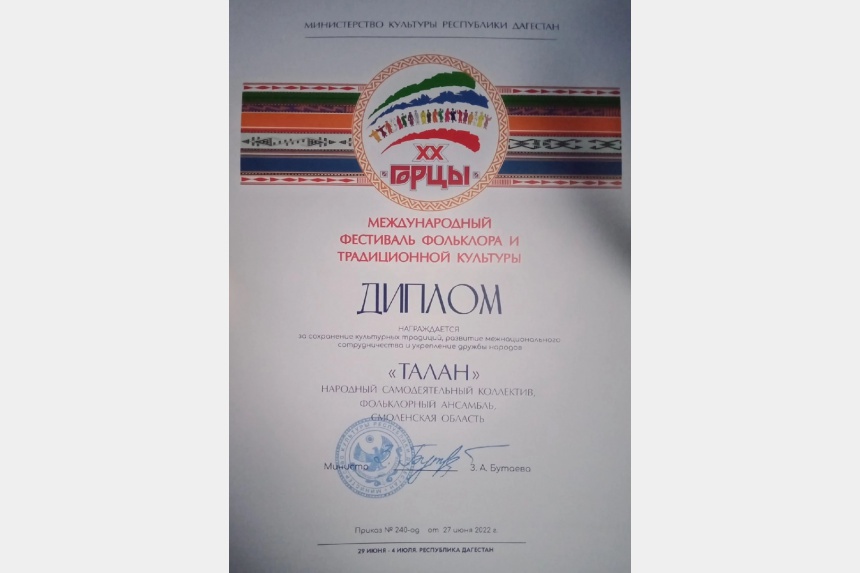 МИНИСТЕРСТВО КУЛЬТУРЫ РЕСПУБЛИКИ ДАГЕСТАН
XX
ГОРЦЫ
МЕЖДУНАРОДНЫЙ
ФЕСТИВАЛЬ ФОЛЬКЛОРА И
ТРАДИЦИОННОЙ КУЛЬТУРЫ
ДИПЛОМ
НАГРАЖДАЕТСЯ
за сохранение культурных традиций, развитие межнационального
сотрудничества и укрепление дружбы народов
«ТАЛАН»
НАРОДНЫЙ САМОДЕЯТЕЛЬНЫЙ КОЛЛЕКТИВ,
ФОЛЬКЛОРНЫЙ АНСАМБЛЬ,
СМОЛЕНСКАЯ ОБЛАСТЬ
Министр З. А. Бутаева
Приказ № 240-од от 27 июня 2022 г.
29 ИЮНЯ - 4 ИЮЛЯ, РЕСПУБЛИКА ДАГЕСТАН